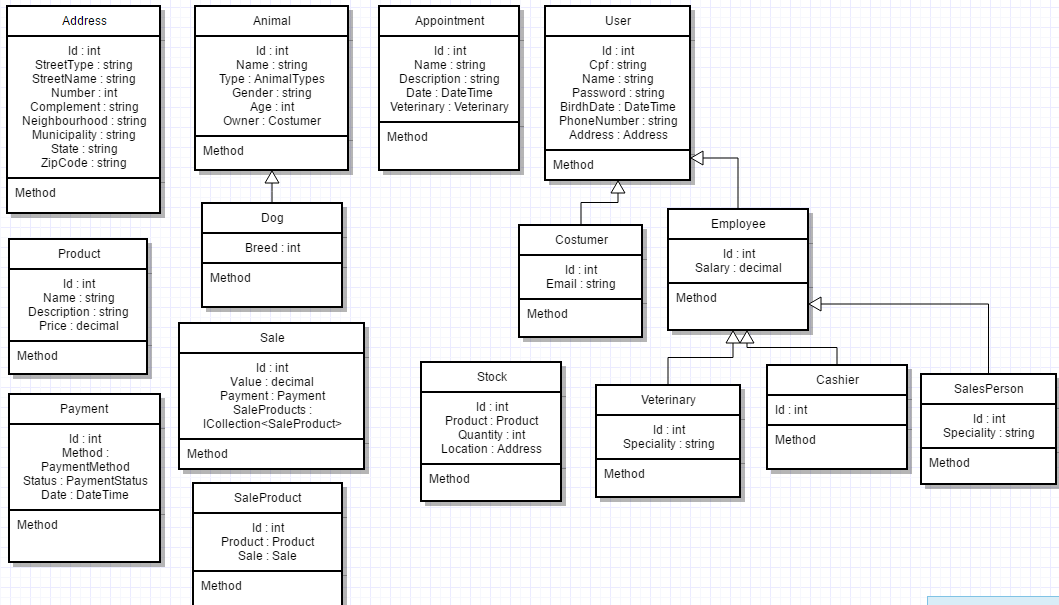 Address
Id : int
StreetType : string
StreetName : string
Number : int
Complement : string
Neighbourhood : string
Municipality : string
State : string
ZipCode : string
Method
Animal
Id : int
Name : string
Type : AnimalTypes
Gender : string
Age : int
Owner : Costumer
Method
Appointment
Id : int
Name : string
Description : string
Date : DateTime
Veterinary : Veterinary
Method
User
Id : int
Cpf : string
Name : string
Password : string
BirdhDate : DateTime
PhoneNumber : string
Address : Address
Method
Dog
Breed : int
Method
Costumer
Id : int
Email : string
Method
Employee
Id : int
Salary : decimal
Method
Product
Id : int
Name : string
Description : string
Price : decimal
Method
Sale
Id : int
Value : decimal
Payment : Payment
SaleProducts :
ICollection<SaleProduct>
Method
Stock
Id : int
Product : Product
Quantity : int
Location : Address
Method
Veterinary
Id : int
Speciality : string
Method
Cashier
Id : int
Method
SalesPerson
Id : int
Speciality : string
Method
Payment
Id : int
Method :
PaymentMethod
Status : PaymentStatus
Date : DateTime
Method
SaleProduct
Id : int
Product : Product
Sale : Sale
Method